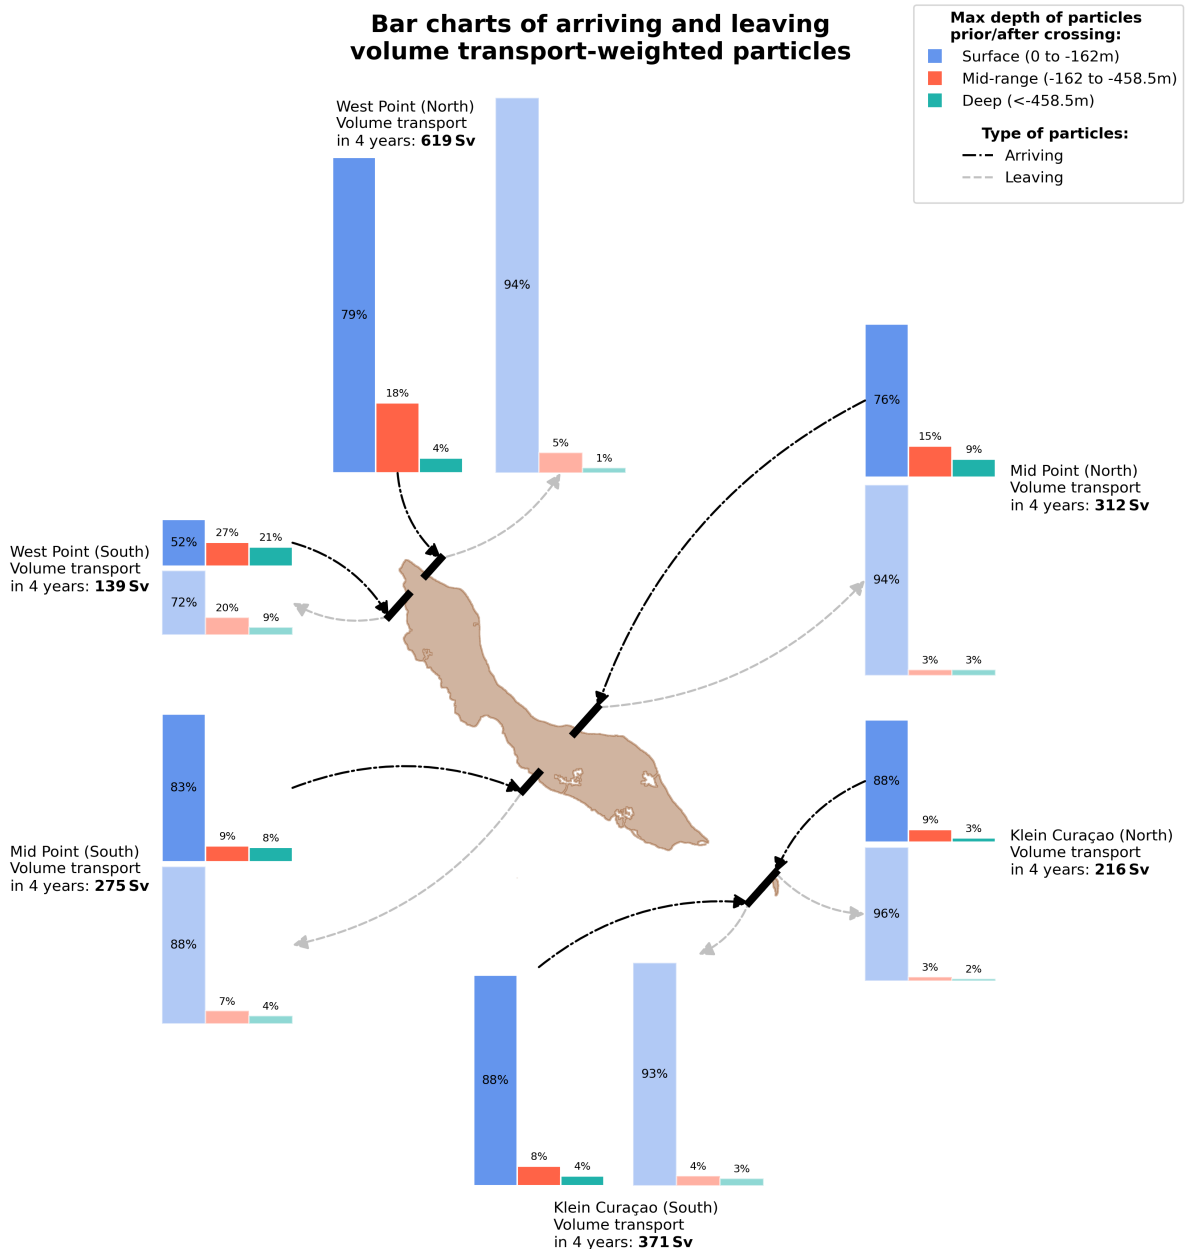 Bar charts of arriving and leaving
volume transport-weighted particles
Max depth of particles
prior/after crossing:
Surface (0 to -162m)
Mid-range (-162 to -458.5m)
Deep (<-458.5m)
Type of particles:
Arriving
Leaving
West Point (North)
Volume transport
in 4 years: 619 Sv
79%
18%
4%
94%
5%
1%
76%
15%
9%
94%
3%
3%
Mid Point (North)
Volume transport
in 4 years: 312 Sv
West Point (South)
Volume transport
in 4 years: 139 Sv
52%
27%
21%
72%
20%
9%
Mid Point (South)
Volume transport
in 4 years: 275 Sv
83%
9%
8%
88%
7%
4%
88%
9%
3%
96%
3%
2%
Klein Curaçao (North)
Volume transport
in 4 years: 216 Sv
88%
8%
4%
93%
4%
3%
Klein Curaçao (South)
Volume transport
in 4 years: 371 Sv